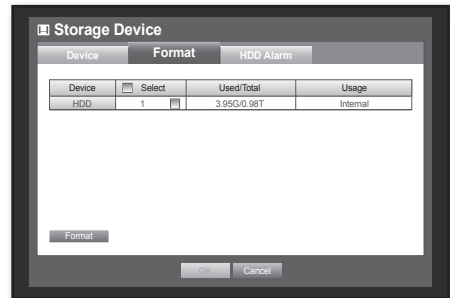 Storage Device
Device Format HDD Alarm
Device Select Used/Total Usage
HDD 1 3.95G/0.98T Internal
Format
OK Cancel